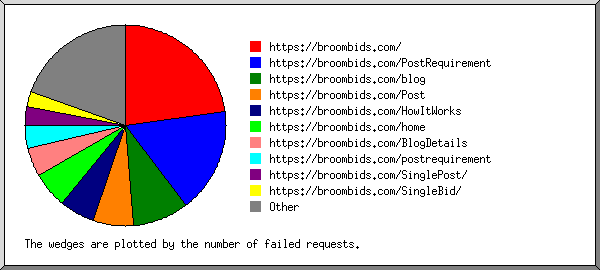 https://broombids.com/
https://broombids.com/PostRequirement
https://broombids.com/blog
https://broombids.com/Post
https://broombids.com/HowItWorks
https://broombids.com/home
https://broombids.com/BlogDetails
https://broombids.com/postrequirement
https://broombids.com/SinglePost/
https://broombids.com/SingleBid/
Other
The wedges are plotted by the number of failed requests.